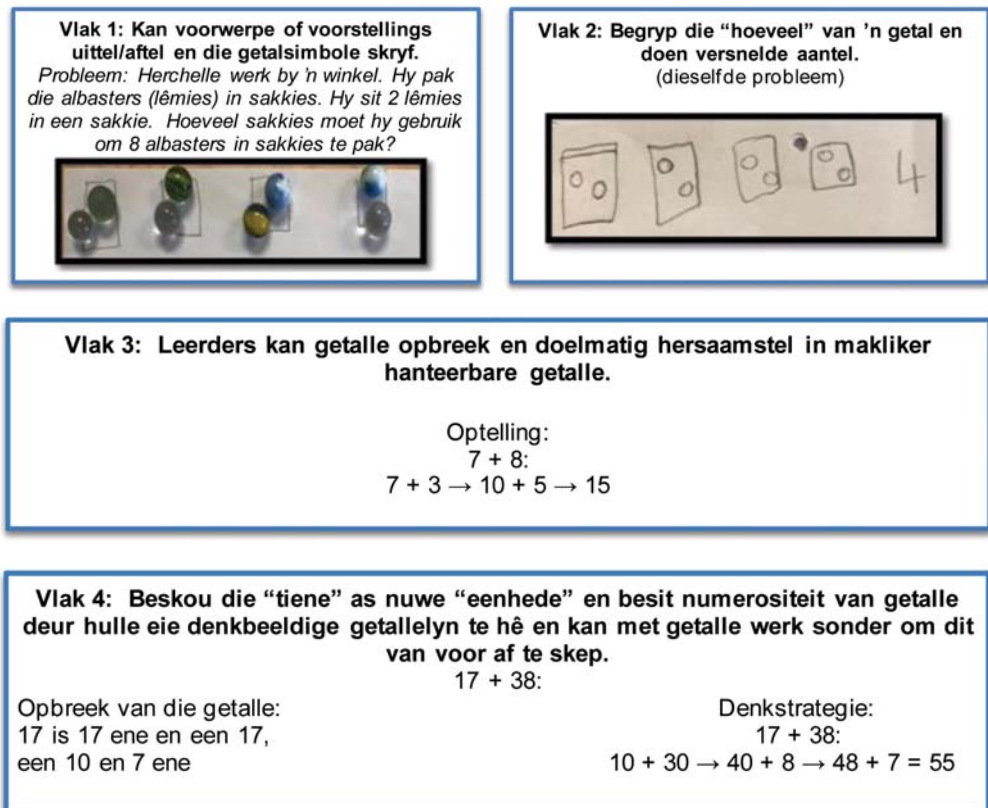 Vlak 1: Kan voorwerpe of voorstellings
uittel/aftel en die getalsimbole skryf.
Probleem: Herchelle werk by 'n winkel. Hy pak
die albasters (lêmies) in sakkies. Hy sit 2 lêmies
in een sakkie. Hoeveel sakkies moet hy gebruik
om 8 albasters in sakkies te pak?
Vlak 2: Begryp die “hoeveel” van 'n getal en
doen versnelde aantel.
(dieselfde probleem)
4
Vlak 3: Leerders kan getalle opbreek en doelmatig hersaamstel in makliker
hanteerbare getalle.
Optelling:
7 + 8:
7 + 3 → 10 + 5 → 15
Vlak 4: Beskou die “tiene” as nuwe “eenhede” en besit numerositeit van getalle
deur hulle eie denkbeeldige getallelyn te hê en kan met getalle werk sonder om dit
van voor af te skep.
17 + 38:
Opbreek van die getalle:
17 is 17 ene en een 17,
een 10 en 7 ene
Denkstrategie:
17 + 38:
10 + 30 → 40 + 8 → 48 + 7 = 55